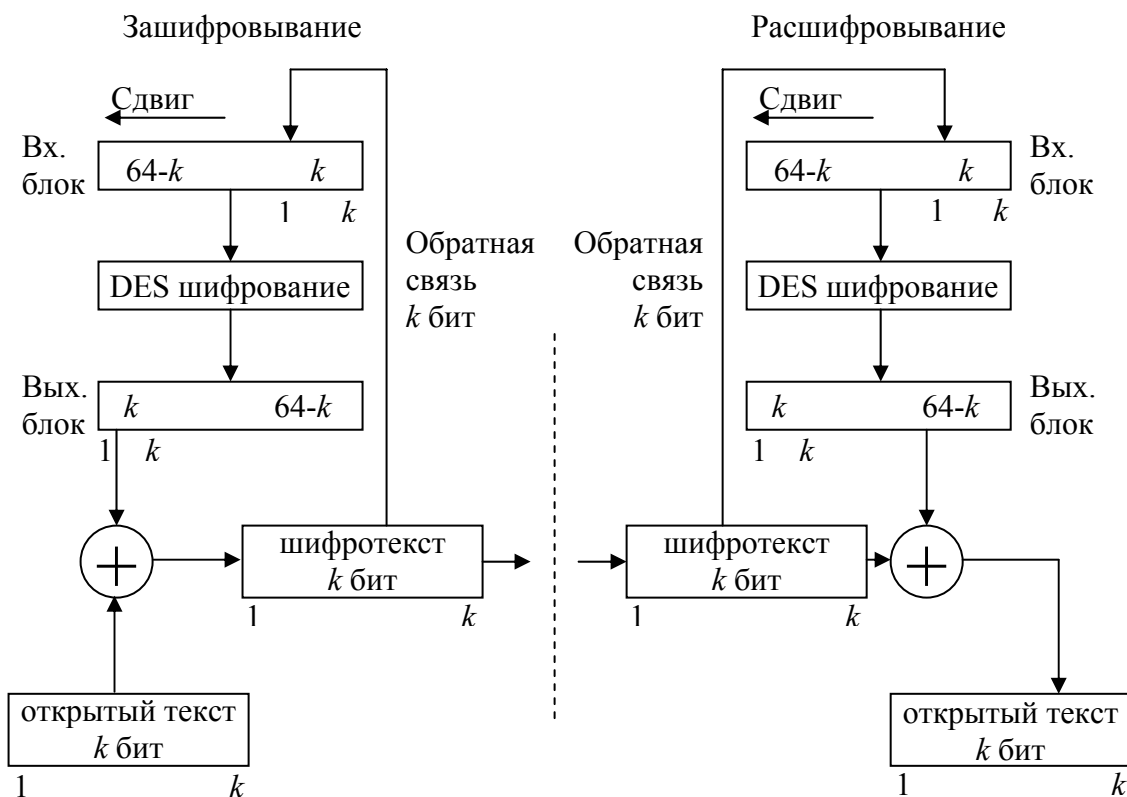 Зашифровывание
Сдвиг
Вх.
блок
64-k k
1 k
DES шифрование
Обратная
связь
k бит
Вых.
блок
k 64-k
1 k
шифротекст
k бит
1 k
открытый текст
k бит
1 k
Расшифровывание
Сдвиг
64-k k
Вх.
блок
1 k
Обратная
связь
k бит
DES шифрование
k 64-k
Вых.
блок
1 k
шифротекст
k бит
1 k
открытый текст
k бит
1 k